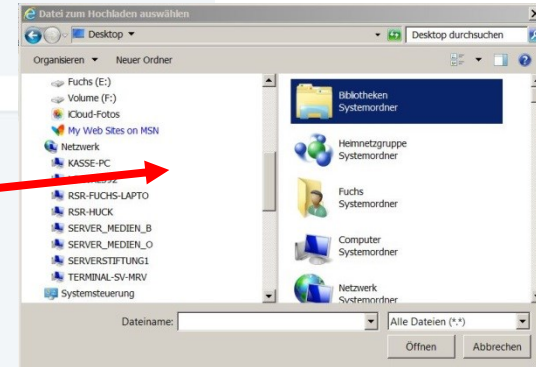 Datei zum Hochladen auswählen
Desktop
Desktop durchsuchen
Organisieren
Neuer Ordner
Fuchs (E:)
Volume (F:)
iCloud-Fotos
My Web Sites on MSN
Netzwerk
KASSE-PC
RSR-FUCHS-LAPTO
RSR-HUCK
SERVER_MEDIEN_B
SERVER_MEDIEN_O
SERVERSTIFTUNG1
TERMINAL-SV-MRV
Systemsteuerung
Bibliotheken
Systemordner
Heimnetzgruppe
Systemordner
Fuchs
Systemordner
Computer
Systemordner
Netzwerk
Systemordner
Dateiname:
Alle Dateien (*.*)
Öffnen
Abbrechen